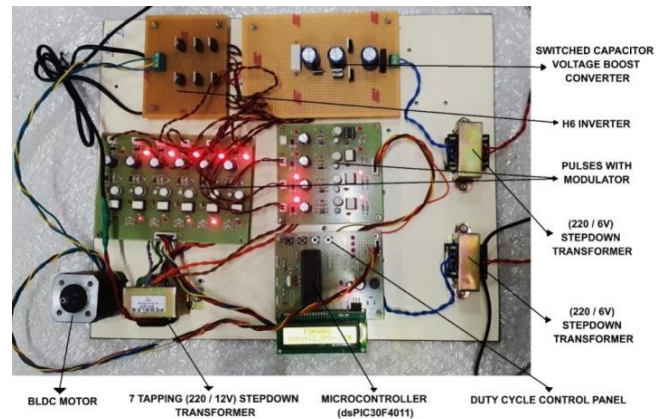 SWITCHED CAPACITOR
VOLTAGE BOOST
CONVERTER
H6 INVERTER
PULSES WITH
MODULATOR
(220 / 6V)
STEPDOWN
TRANSFORMER
(220 / 6V)
STEPDOWN
TRANSFORMER
BLDC MOTOR
7 TAPPING (220 / 12V) STEPDOWN
TRANSFORMER
MICROCONTROLLER
(dsPIC30F4011)
DUTY CYCLE CONTROL PANEL